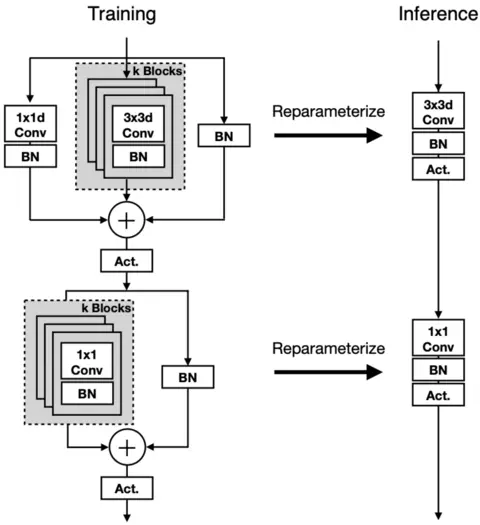 Training
Inference
k Blocks
1x1d
Conv
BN
3x3d
Conv
BN
BN
Reparameterize
3x3d
Conv
BN
Act.
+
Act.
k Blocks
1x1
Conv
BN
BN
Reparameterize
1x1
Conv
BN
Act.
+
Act.